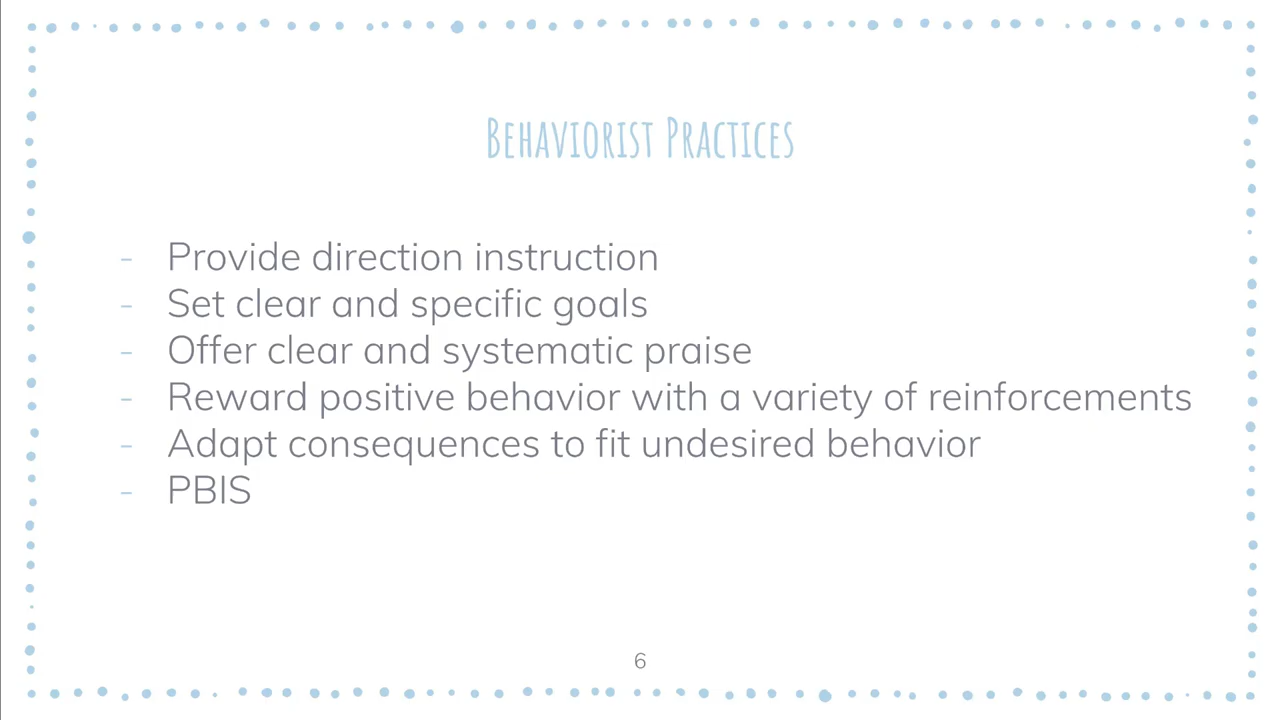 Behaviorist Practices
- Provide direction instruction
- Set clear and specific goals
- Offer clear and systematic praise
- Reward positive behavior with a variety of reinforcements
- Adapt consequences to fit undesired behavior
- PBIS
6